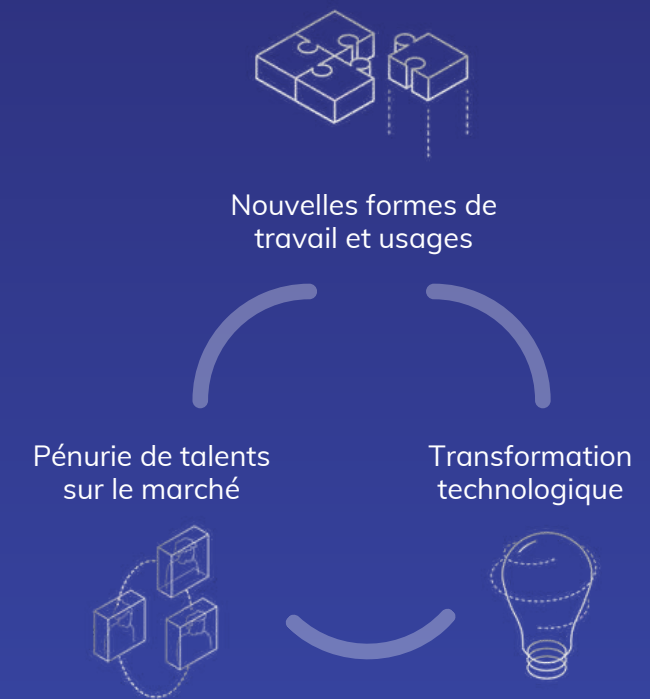 Nouvelles formes de
travail et usages
Pénurie de talents
sur le marché
Transformation
technologique